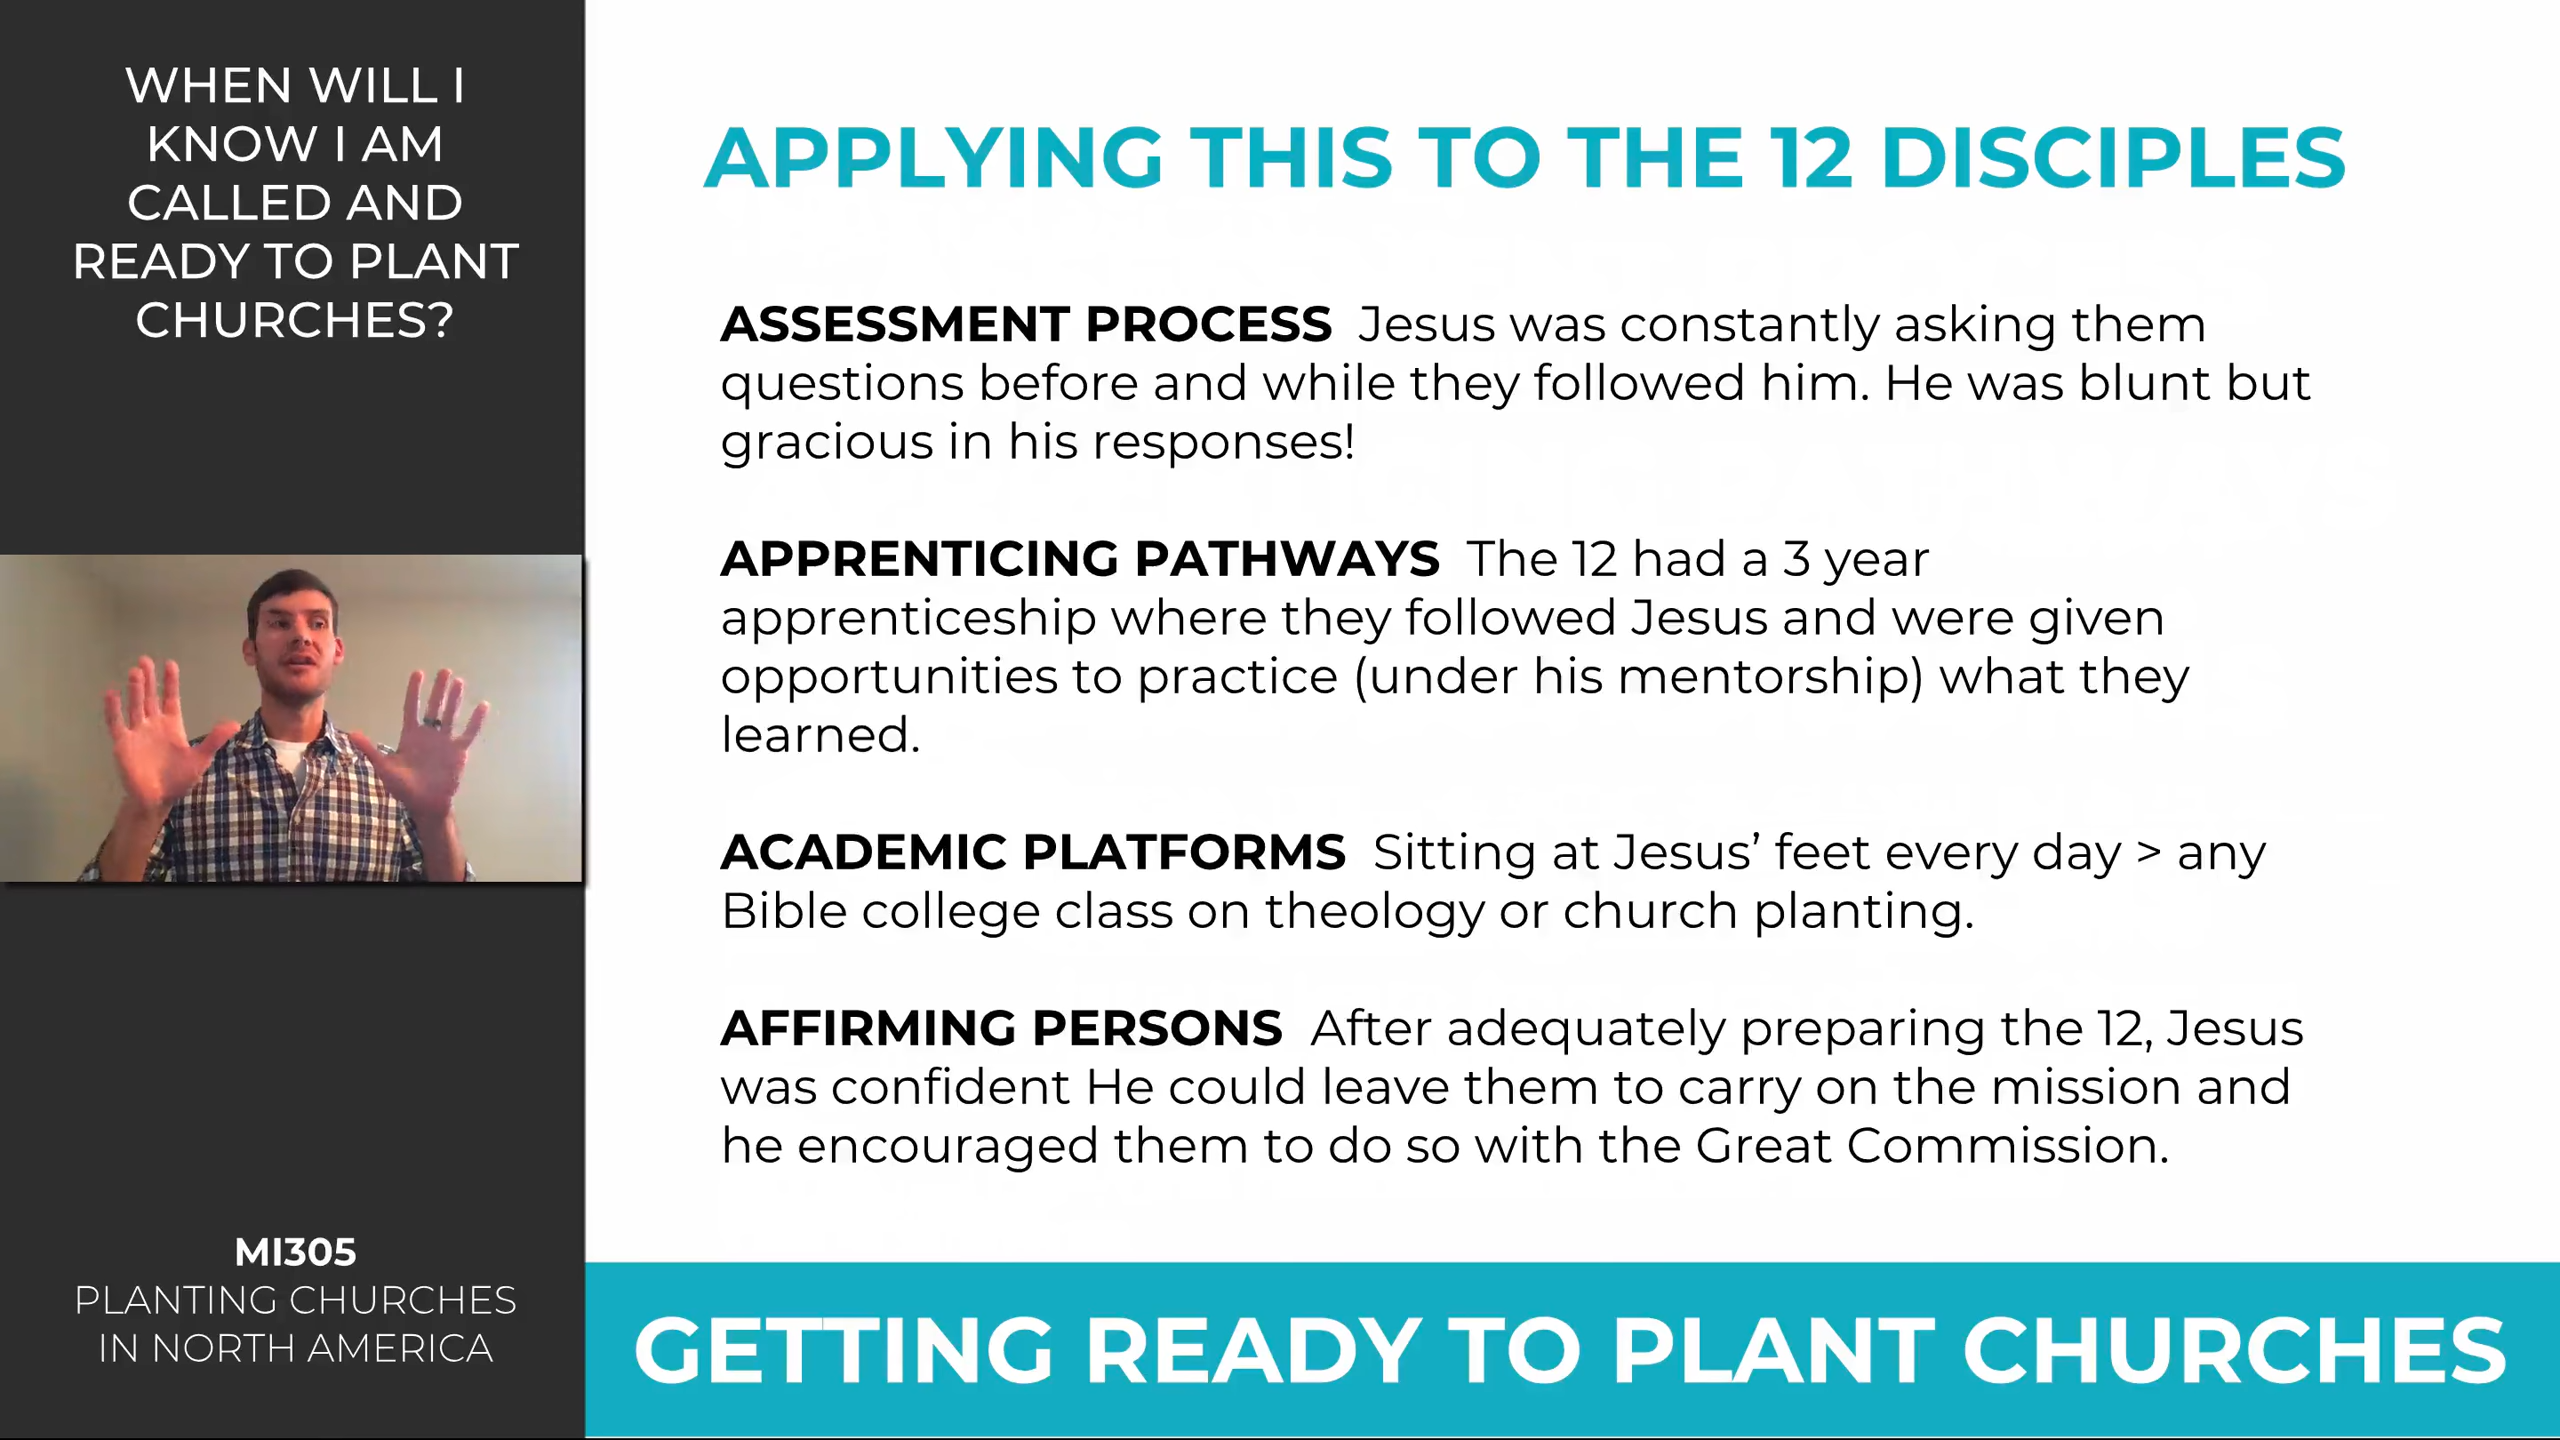 WHEN WILL I
KNOW I AM
CALLED AND
READY TO PLANT
CHURCHES?
MI305
PLANTING CHURCHES
IN NORTH AMERICA
APPLYING THIS TO THE 12 DISCIPLES
ASSESSMENT PROCESS Jesus was constantly asking them
questions before and while they followed him. He was blunt but
gracious in his responses!
APPRENTICING PATHWAYS The 12 had a 3 year
apprenticeship where they followed Jesus and were given
opportunities to practice (under his mentorship) what they
learned.
ACADEMIC PLATFORMS Sitting at Jesus’ feet every day > any
Bible college class on theology or church planting.
AFFIRMING PERSONS After adequately preparing the 12, Jesus
was confident He could leave them to carry on the mission and
he encouraged them to do so with the Great Commission.
GETTING READY TO PLANT CHURCHES